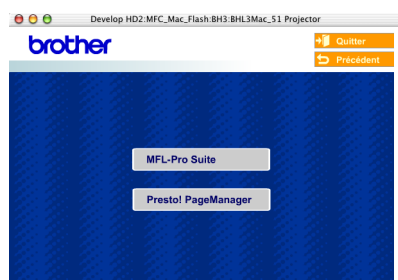 Develop HD2:MFC_Mac_Flash:BH3:BHL3Mac_51 Projector
brother
Quitter
Précédent
MFL-Pro Suite
Presto! PageManager